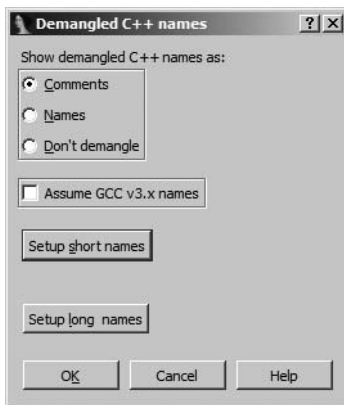 Demangled C++ names
Show demangled C++ names as:
Comments
Names
Don't demangle
Assume GCC v3.x names
Setup short names
Setup long names
OK Cancel Help